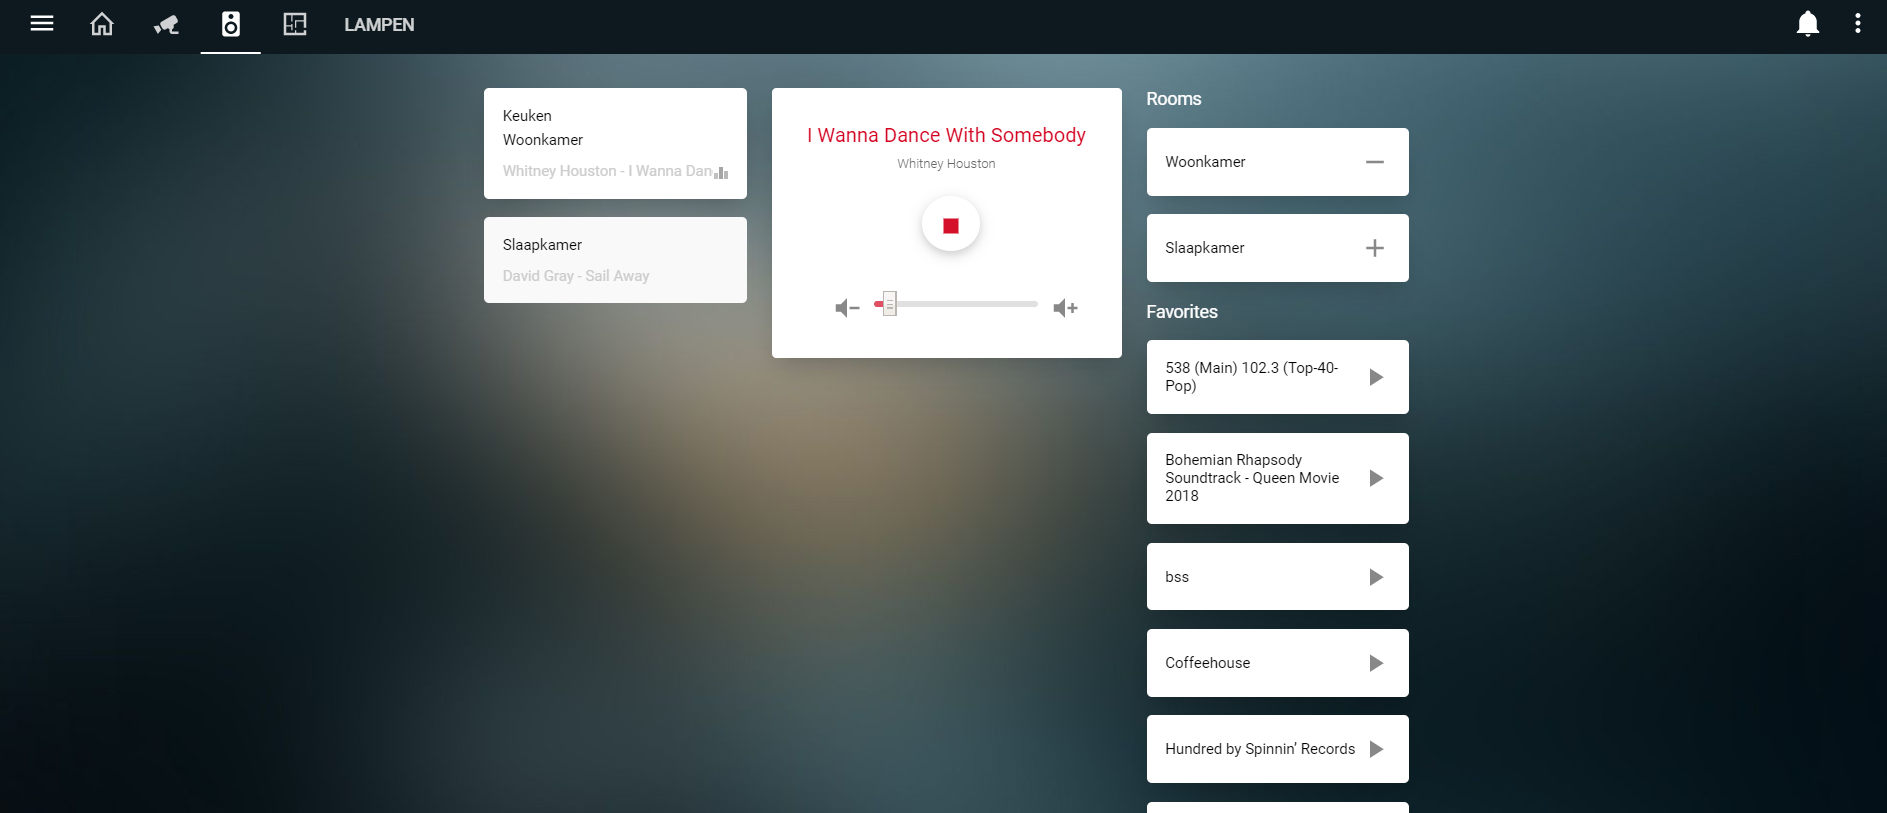 LAMPEN
Keuken
Woonkamer
Whitney Houston - I Wanna Dan
Slaapkamer
David Gray - Sail Away
I Wanna Dance With Somebody
Whitney Houston
Rooms
Woonkamer
Slaapkamer
Favorites
538 (Main) 102.3 (Top-40-
Pop)
Bohemian Rhapsody
Soundtrack - Queen Movie
2018
bss
Coffeehouse
Hundred by Spinnin’ Records